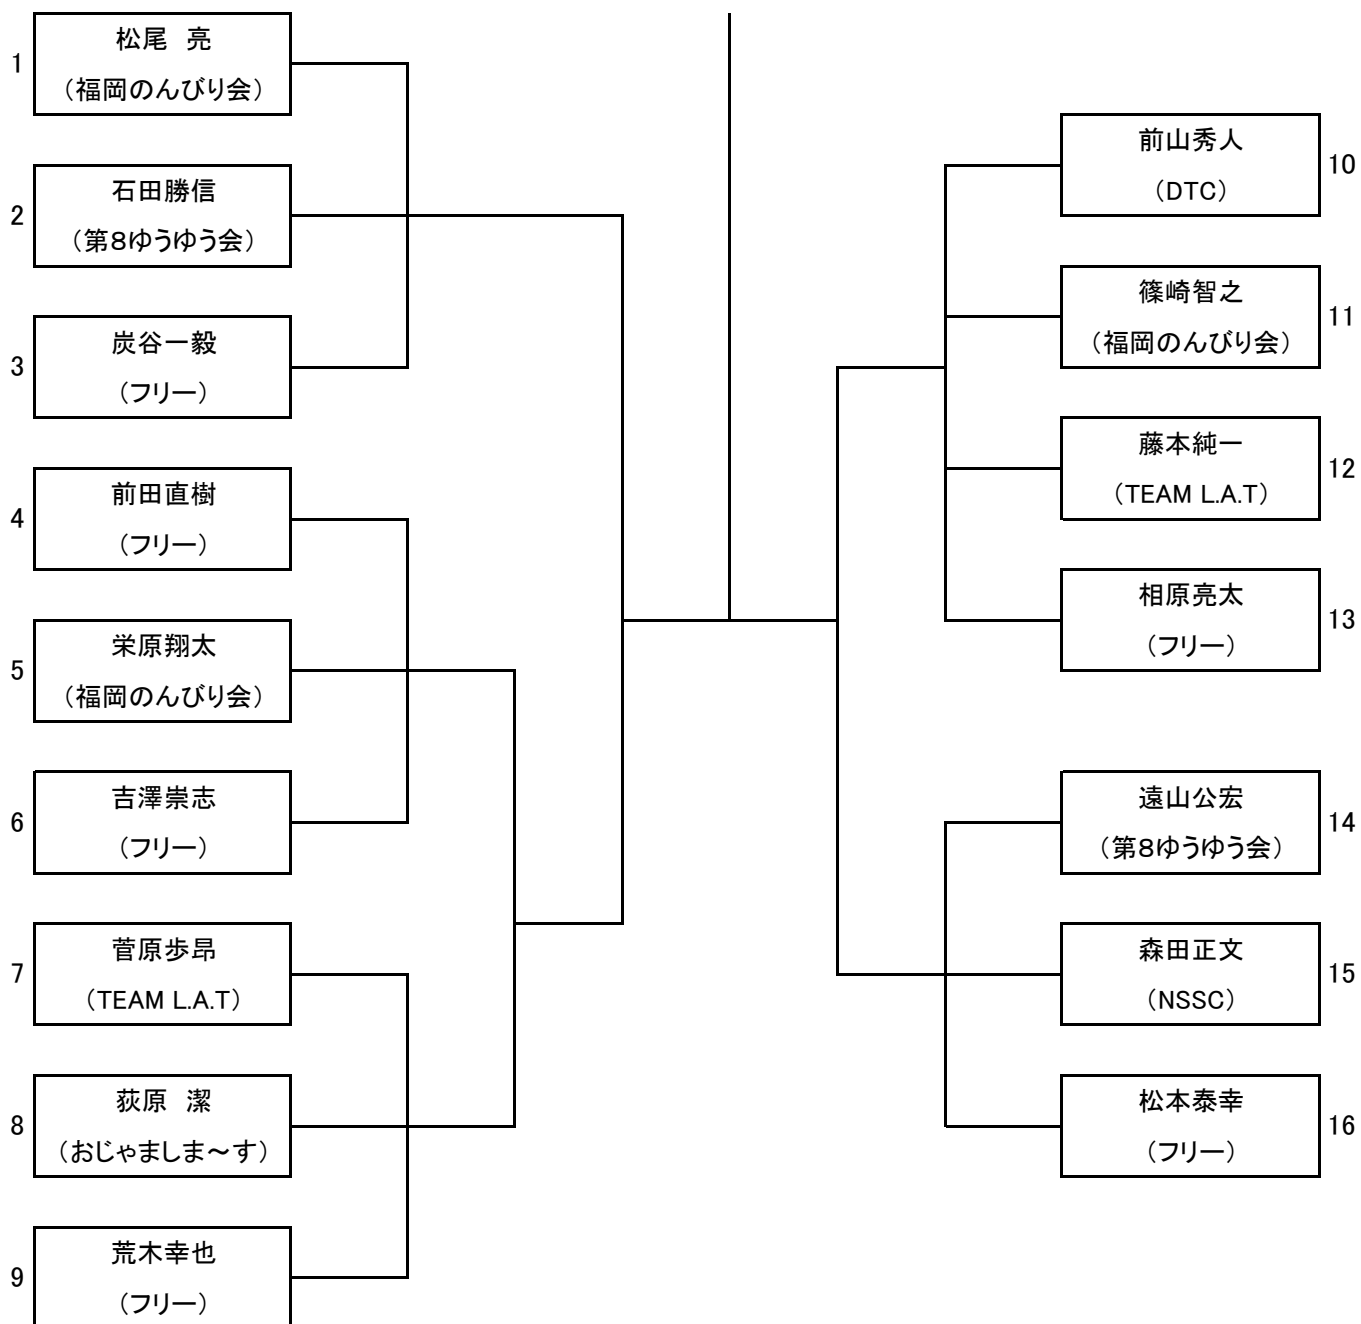 1
松尾　亮
（福岡のんびり会）
2
石田勝信
（第8ゆうゆう会）
3
炭谷一毅
（フリー）
4
前田直樹
（フリー）
5
栄原翔太
（福岡のんびり会）
6
吉澤崇志
（フリー）
7
菅原歩昂
（TEAM L.A.T）
8
荻原　潔
（おじゃましま～す）
9
荒木幸也
（フリー）
前山秀人
10
（DTC）
篠崎智之
11
（福岡のんびり会）
藤本純一
12
（TEAM L.A.T）
相原亮太
13
（フリー）
遠山公宏
14
（第8ゆうゆう会）
森田正文
15
（NSSC）
松本泰幸
16
（フリー）